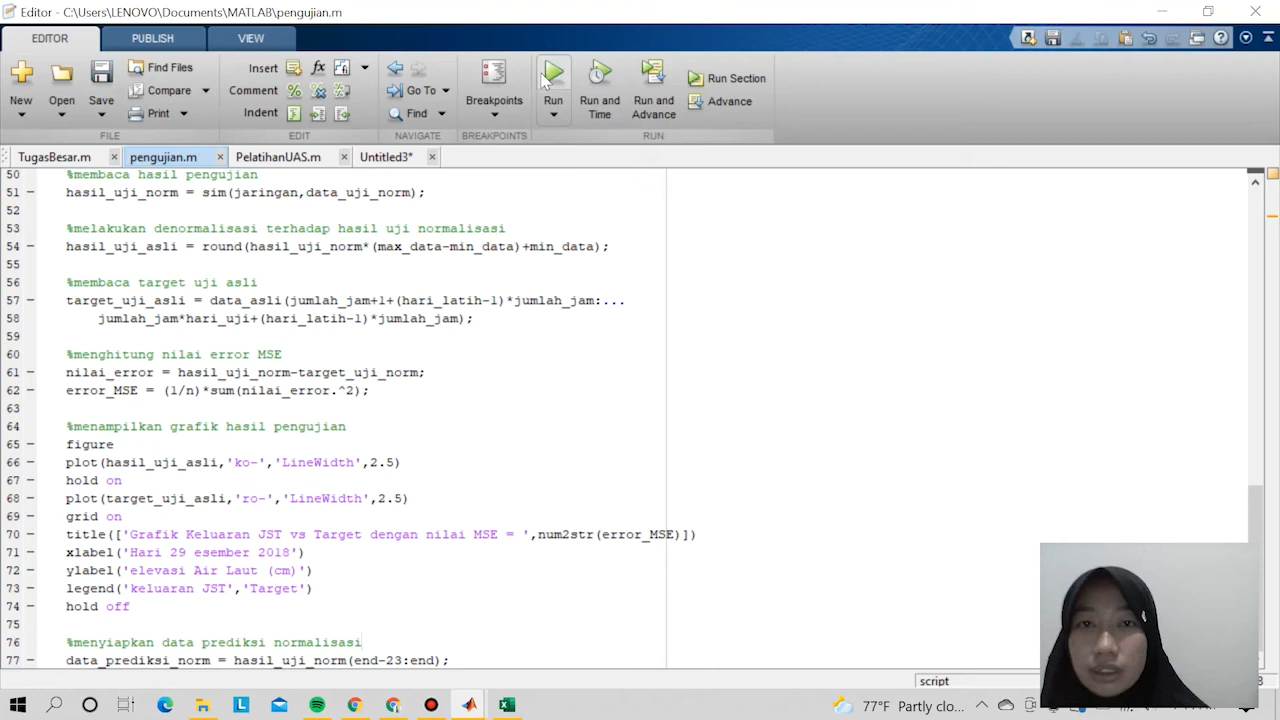 Editor - C:\Users\LENOVO\Documents\MATLAB\pengujian.m
EDITOR PUBLISH VIEW
New Open Save
Find Files
Compare
Print
FILE
Insert
Comment
Indent
EDIT
Go To
Find
NAVIGATE
Breakpoints
BREAKPOINTS
Run
Run and Time
Run and Advance
Run Section
Advance
RUN
TugasBesar.m pengujian.m PelatihanUAS.m Untitled3*
50 %membaca hasil pengujian
51 hasil_uji_norm = sim(jaringan,data_uji_norm);
52
53 %melakukan denormalisasi terhadap hasil uji normalisasi
54 hasil_uji_asli = round(hasil_uji_norm*(max_data-min_data)+min_data);
55
56 %membaca target uji asli
57 target_uji_asli = data_asli(jumlah_jam+1+(hari_latih-1)*jumlah_jam:...
58 jumlah_jam*hari_uji+(hari_latih-1)*jumlah_jam);
59
60 %menghitung nilai error MSE
61 nilai_error = hasil_uji_norm-target_uji_norm;
62 error_MSE = (1/n)*sum(nilai_error.^2);
63
64 %menampilkan grafik hasil pengujian
65 figure
66 plot(hasil_uji_asli,'ko-','LineWidth',2.5)
67 hold on
68 plot(target_uji_asli,'ro-','LineWidth',2.5)
69 grid on
70 title(['Grafik Keluaran JST vs Target dengan nilai MSE = ',num2str(error_MSE)])
71 xlabel('Hari 29 esember 2018')
72 ylabel('elevasi Air Laut (cm)')
73 legend('keluaran JST','Target')
74 hold off
75
76 %menyiapkan data prediksi normalisasi
77 data_prediksi_norm = hasil_uji_norm(end-23:end);
script
77°F Partly clo...